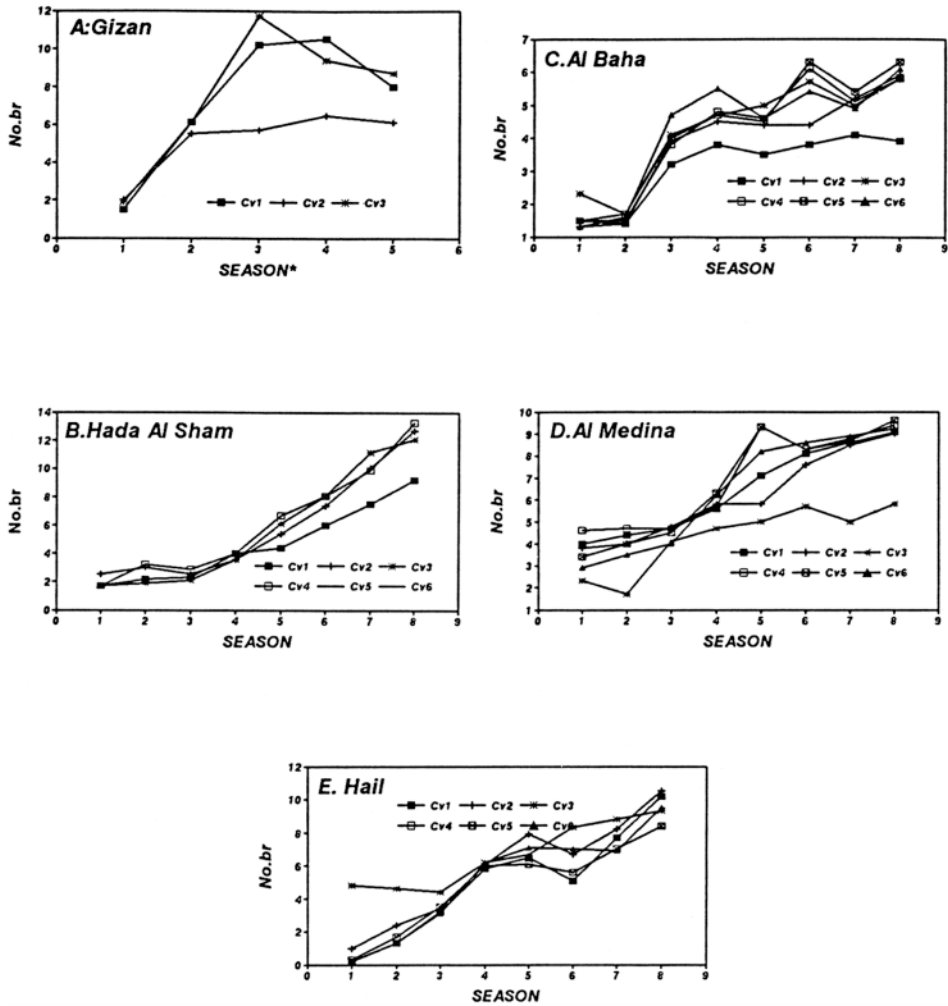 A:Gizan
No.br
12
10
8
6
4
2
0
Cv1 Cv2 Cv3
0 1 2 3 4 5 6
SEASON*
C.Al Baha
No.br
7
6
5
4
3
2
1
Cv1 Cv2 Cv3
Cv4 Cv5 Cv6
0 1 2 3 4 5 6 7 8 9
SEASON
B.Hada Al Sham
No.br
14
12
10
8
6
4
2
0
Cv1 Cv2 Cv3
Cv4 Cv5 Cv6
0 1 2 3 4 5 6 7 8 9
SEASON
D.Al Medina
No.br
10
9
8
7
6
5
4
3
2
1
Cv1 Cv2 Cv3
Cv4 Cv5 Cv6
0 1 2 3 4 5 6 7 8 9
SEASON
E. Hail
No.br
12
10
8
6
4
2
0
Cv1 Cv2 Cv3
Cv4 Cv5 Cv6
0 1 2 3 4 5 6 7 8 9
SEASON